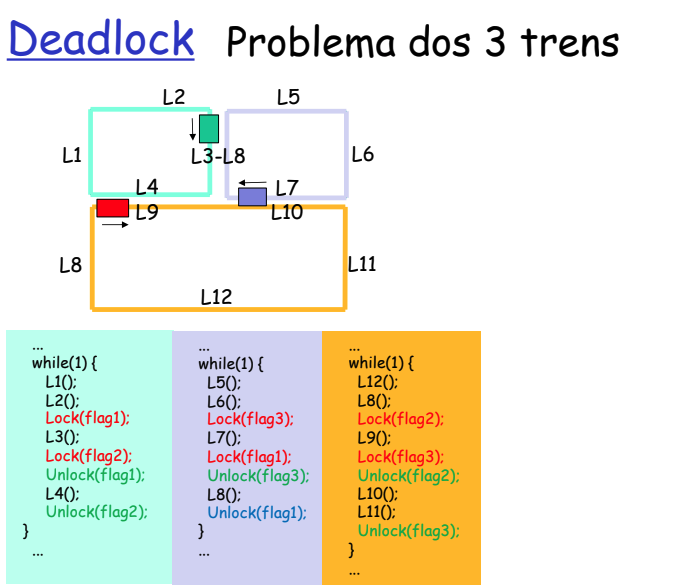 Deadlock Problema dos 3 trens
L2 L5
L1 L3-L8 L6
L4 L7
L9 L10
L8 L11
L12
...
while(1) {
L1();
L2();
Lock(flag1);
L3();
Lock(flag2);
Unlock(flag1);
L4();
Unlock(flag2);
}
...
...
while(1) {
L5();
L6();
Lock(flag3);
L7();
Lock(flag1);
Unlock(flag3);
L8();
Unlock(flag1);
}
...
...
while(1) {
L12();
L8();
Lock(flag2);
L9();
Lock(flag3);
Unlock(flag2);
L10();
L11();
Unlock(flag3);
}
...